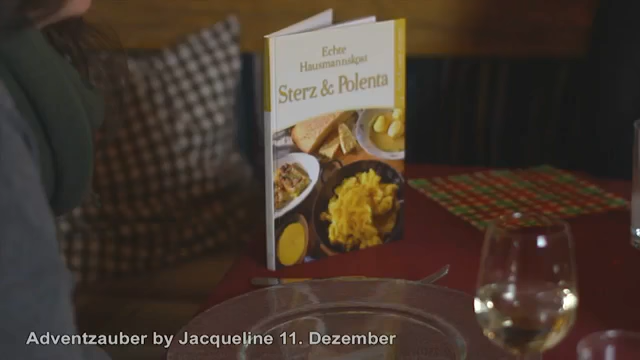 Echte
Hausmannskost
Sterz & Polenta
Adventzauber by Jacqueline 11. Dezember